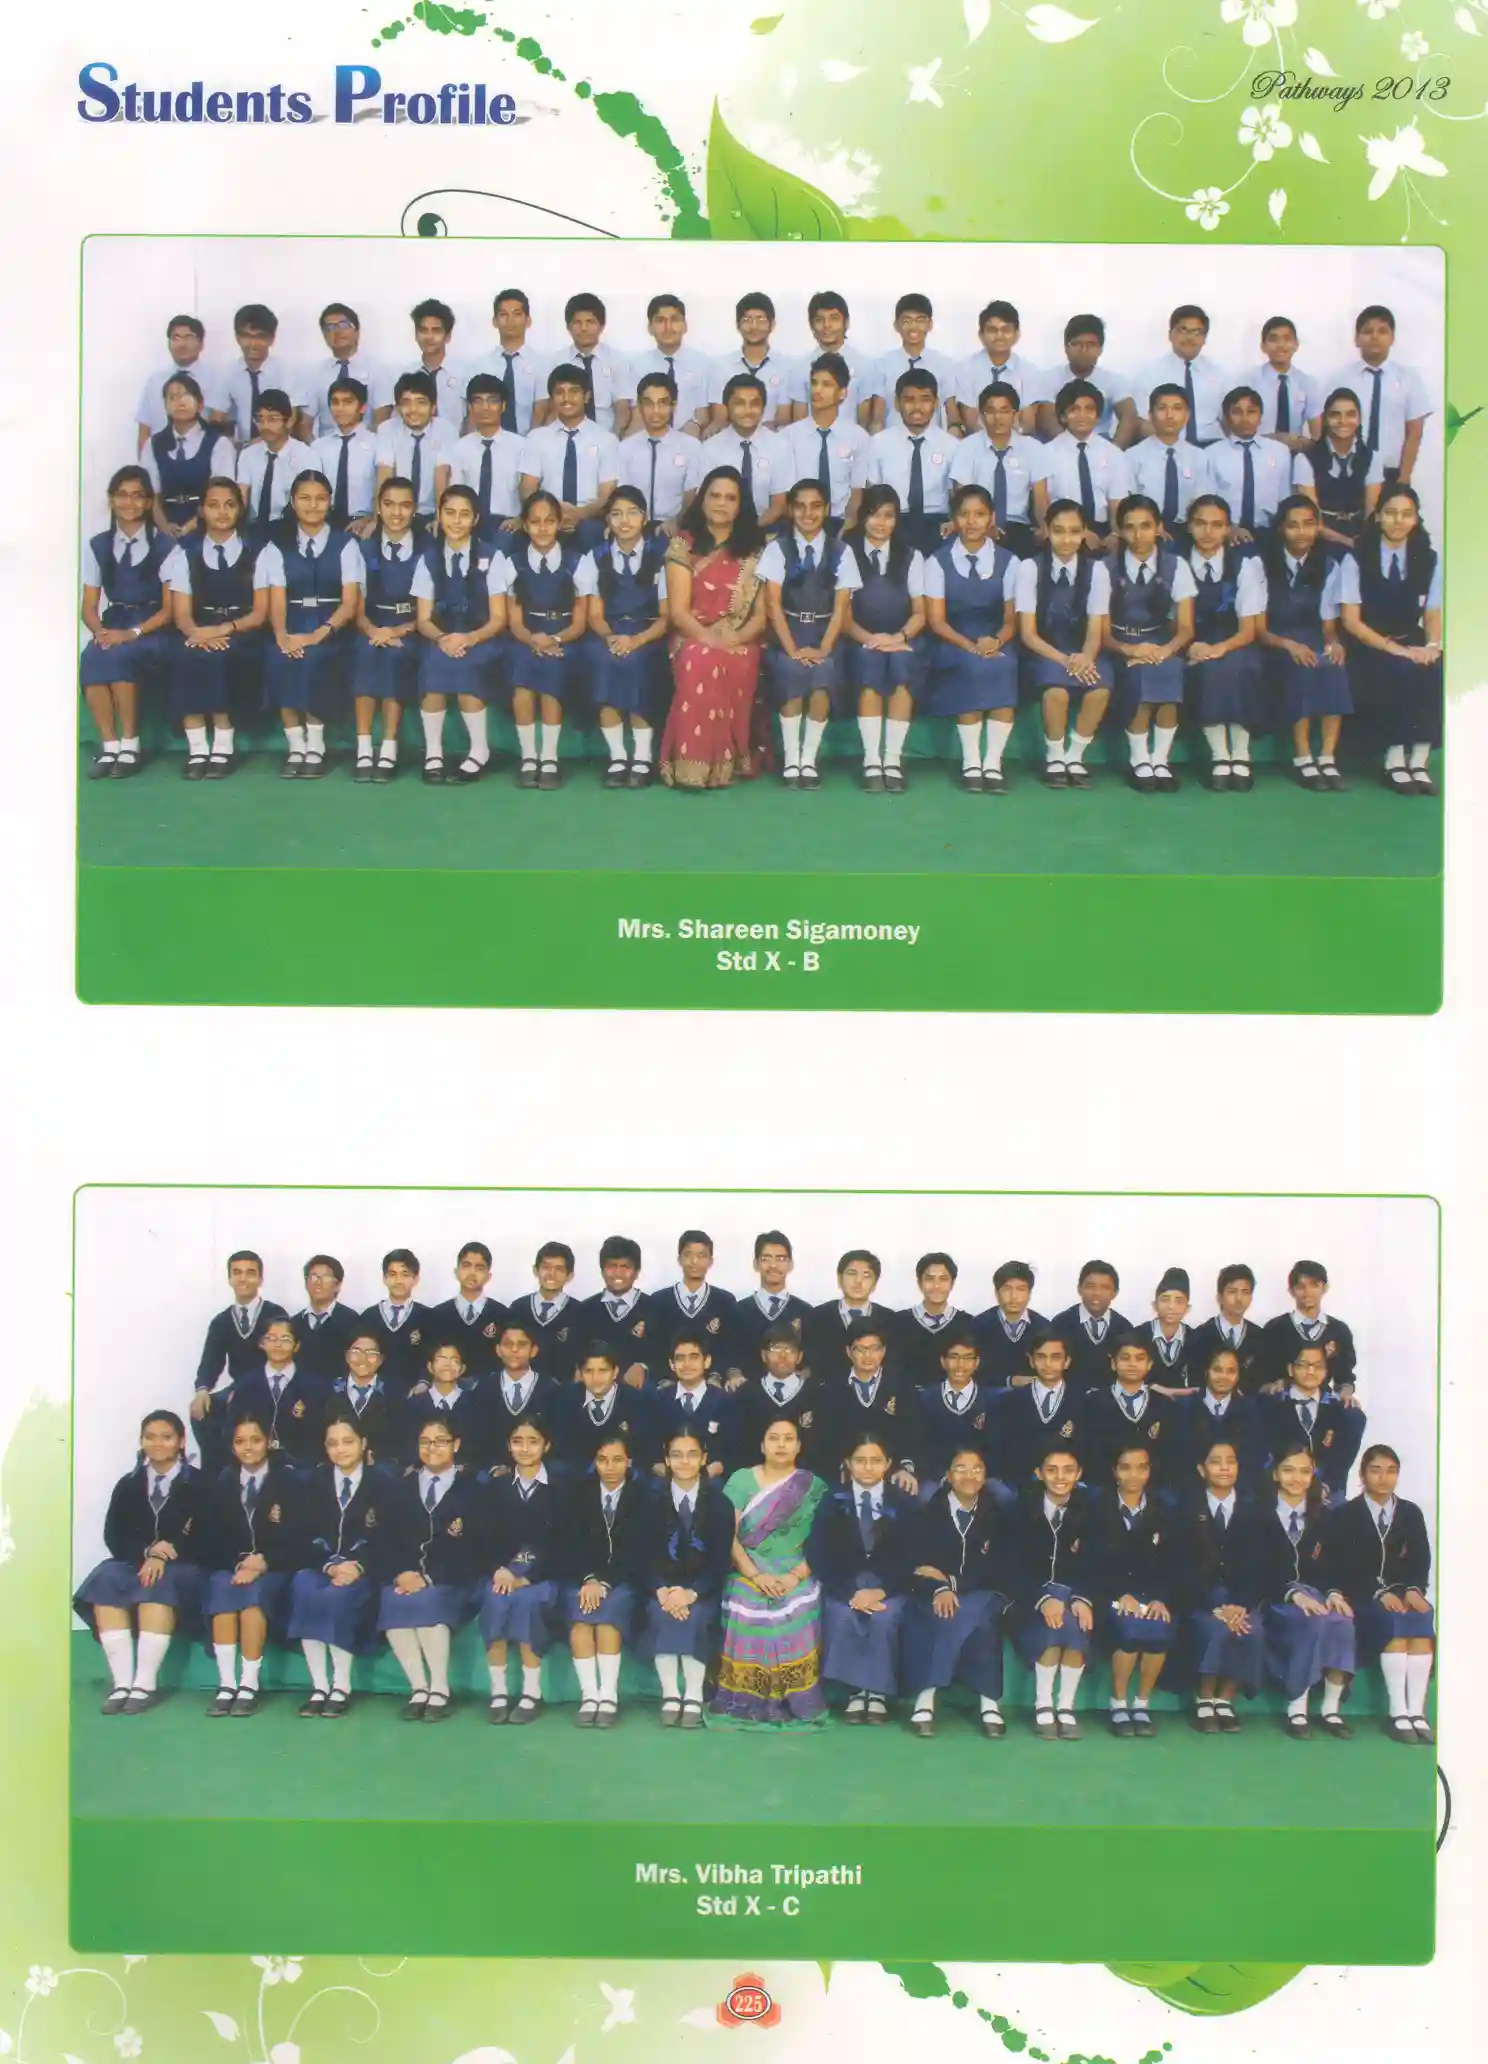 Students Profile
Pathways 2013
Mrs. Shareen Sigamoney
Std X - B
Mrs. Vibha Tripathi
Std X - C
225